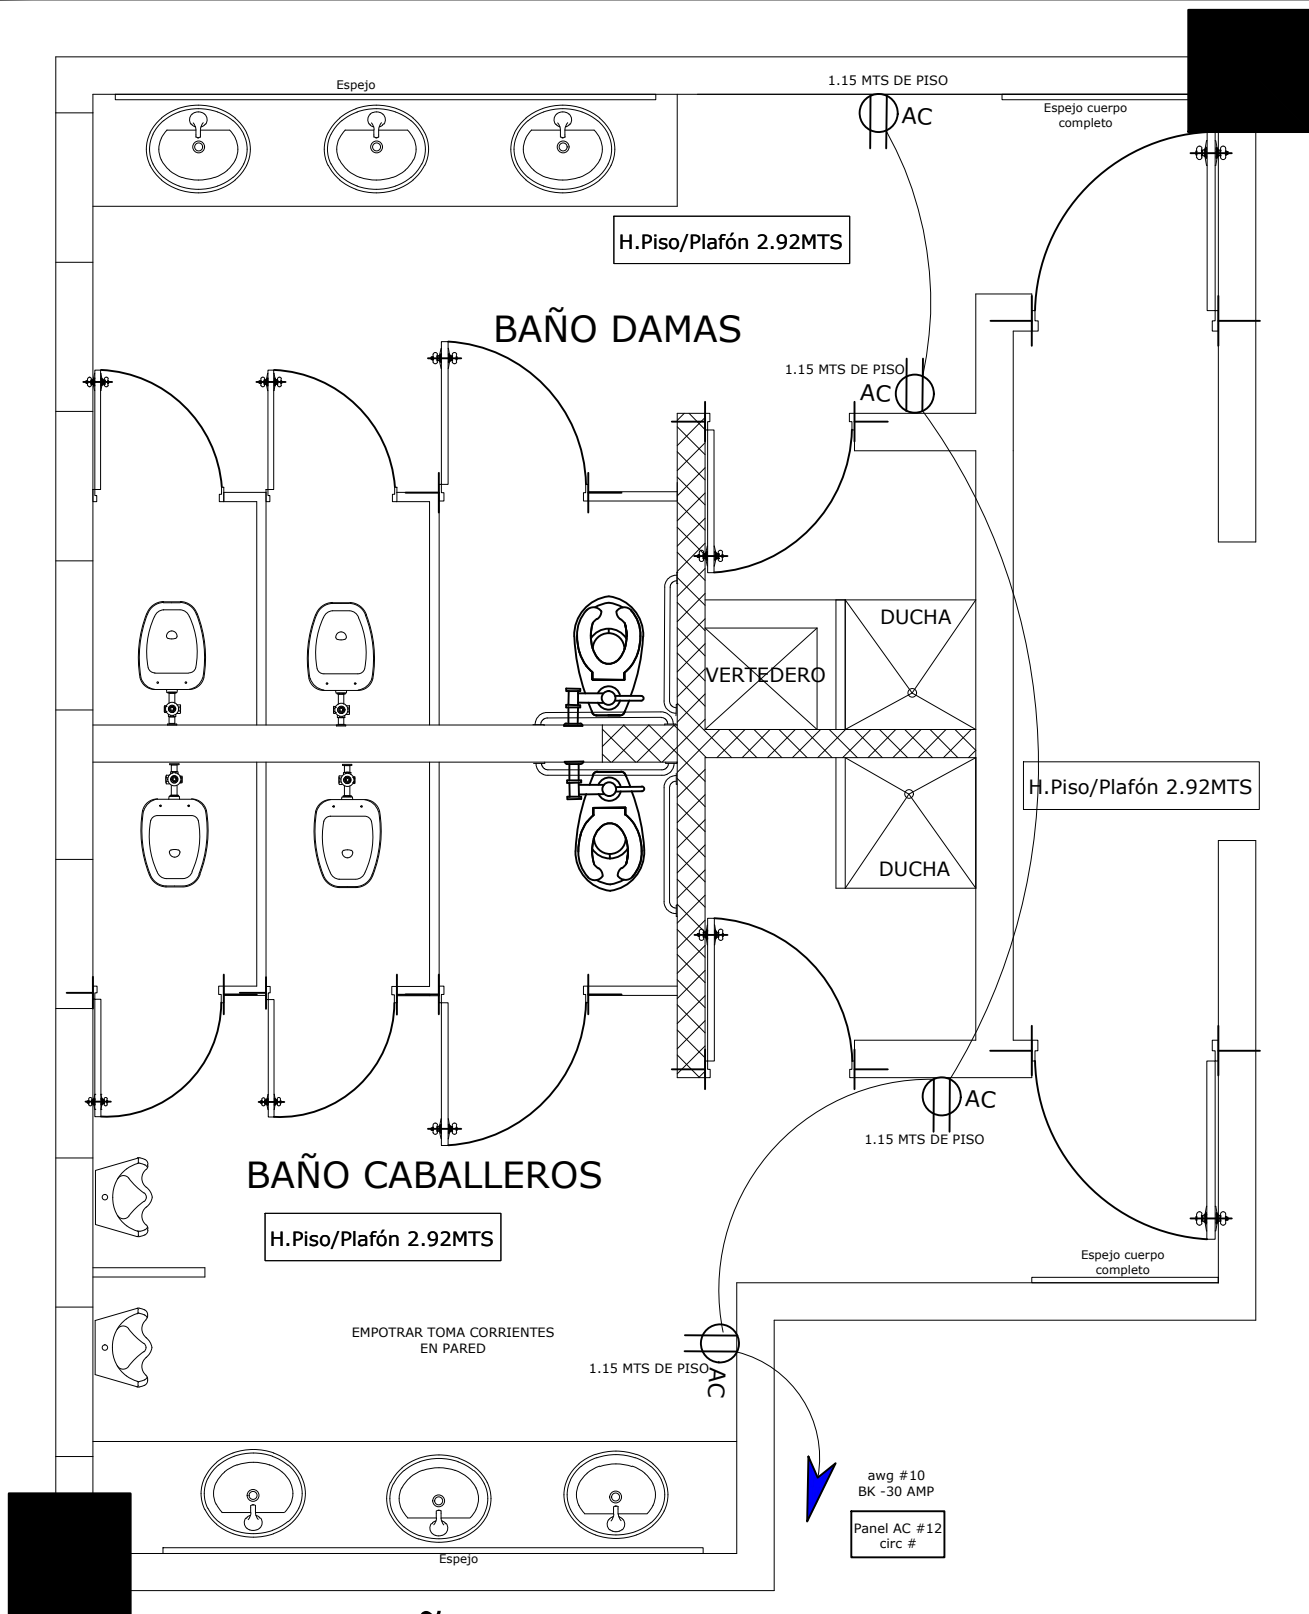 Espejo
1.15 MTS DE PISO
AC
Espejo cuerpo
completo
H.Piso/Plafón 2.92MTS
BAÑO DAMAS
1.15 MTS DE PISO
AC
DUCHA
VERTEDERO
H.Piso/Plafón 2.92MTS
DUCHA
AC
1.15 MTS DE PISO
BAÑO CABALLEROS
H.Piso/Plafón 2.92MTS
Espejo cuerpo
completo
EMPOTRAR TOMA CORRIENTES
EN PARED
1.15 MTS DE PISO
AC
awg #10
BK -30 AMP
Panel AC #12
circ #
Espejo